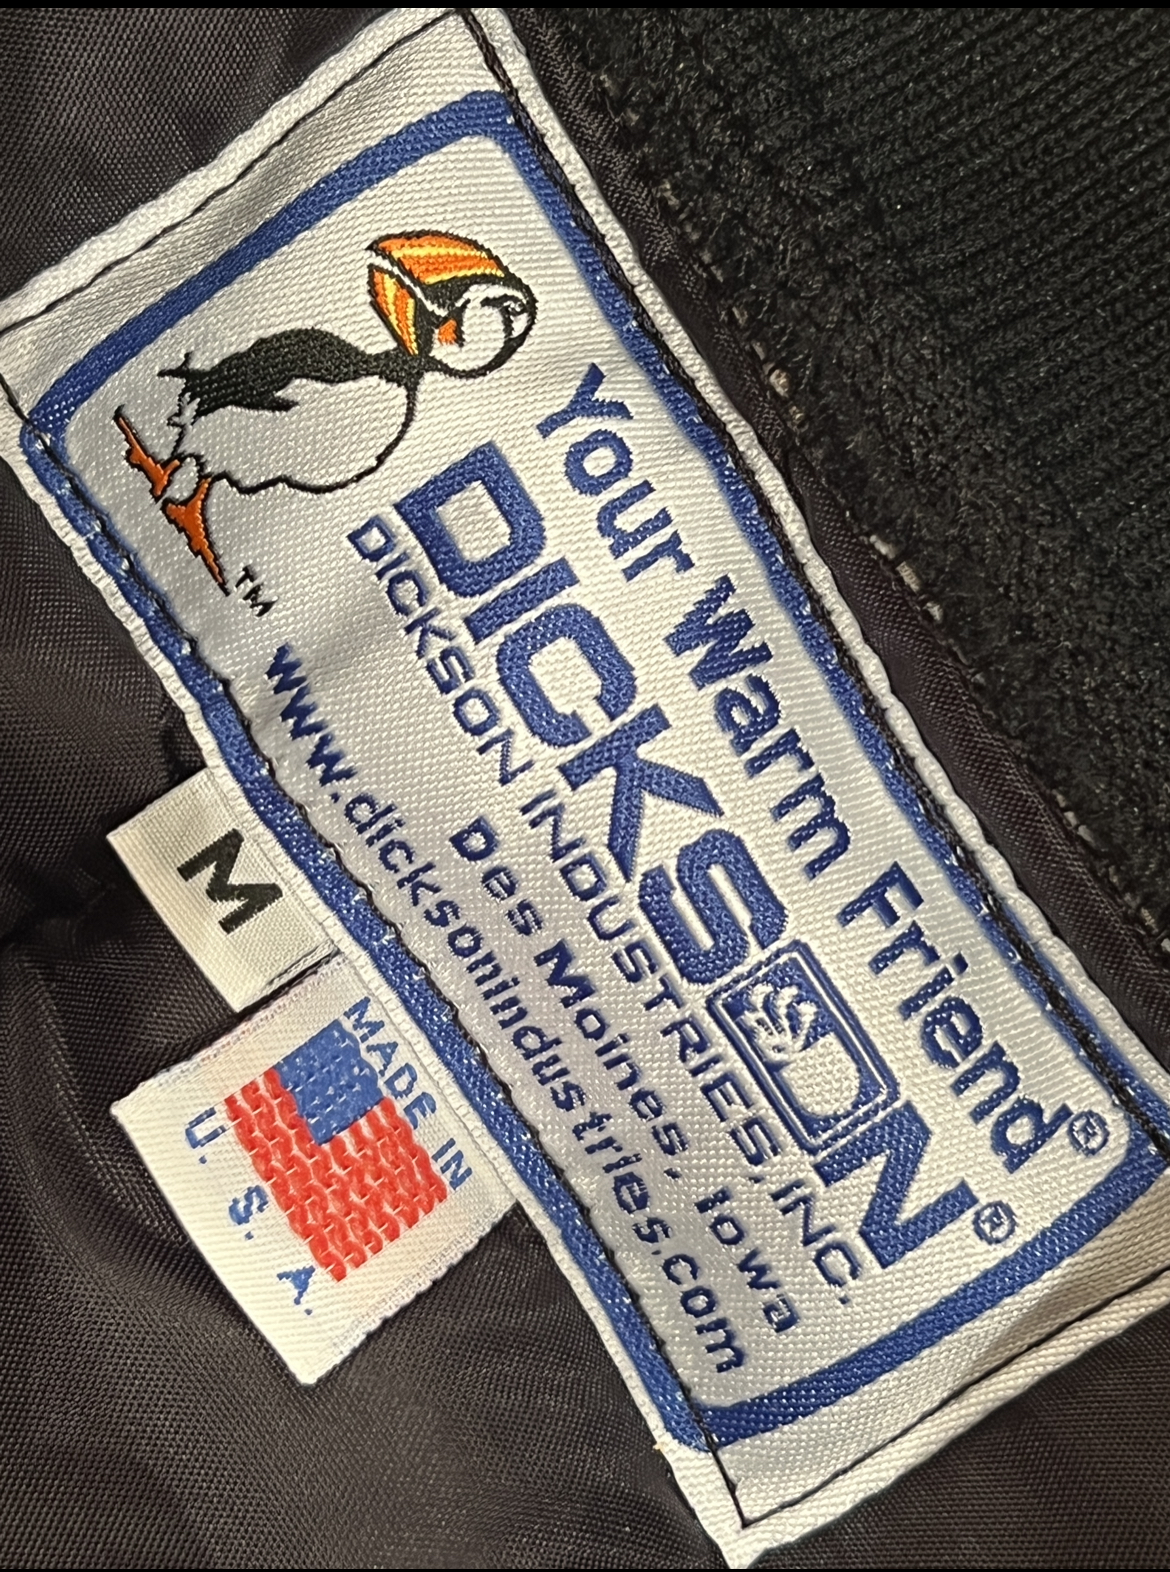 Your Warm Friend®
DICKSON®
DICKSON INDUSTRIES, INC.
Des Moines, Iowa
www.dicksonindustries.com
TM
M
MADE IN
U. S. A.